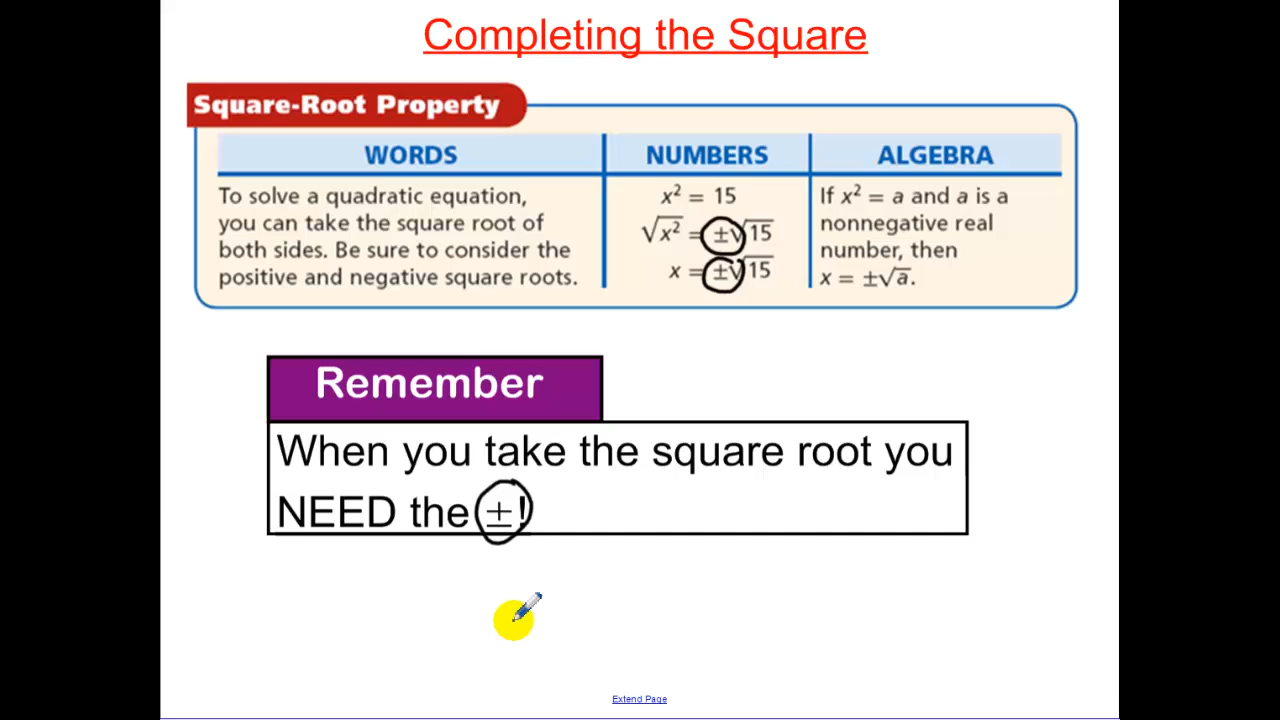 Completing the Square
Square-Root Property
WORDS
To solve a quadratic equation,
you can take the square root of
both sides. Be sure to consider the
positive and negative square roots.
NUMBERS
x² = 15
√x² = ±√15
x = ±√15
ALGEBRA
If x² = a and a is a
nonnegative real
number, then
x = ±√a.
Remember
When you take the square root you
NEED the ±!
Extend Page